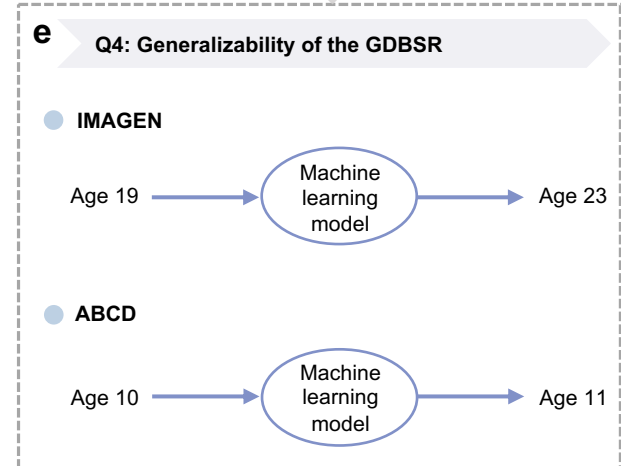 e
Q4: Generalizability of the GDBSR
IMAGEN
Age 19
Machine
learning
model
Age 23
ABCD
Age 10
Machine
learning
model
Age 11